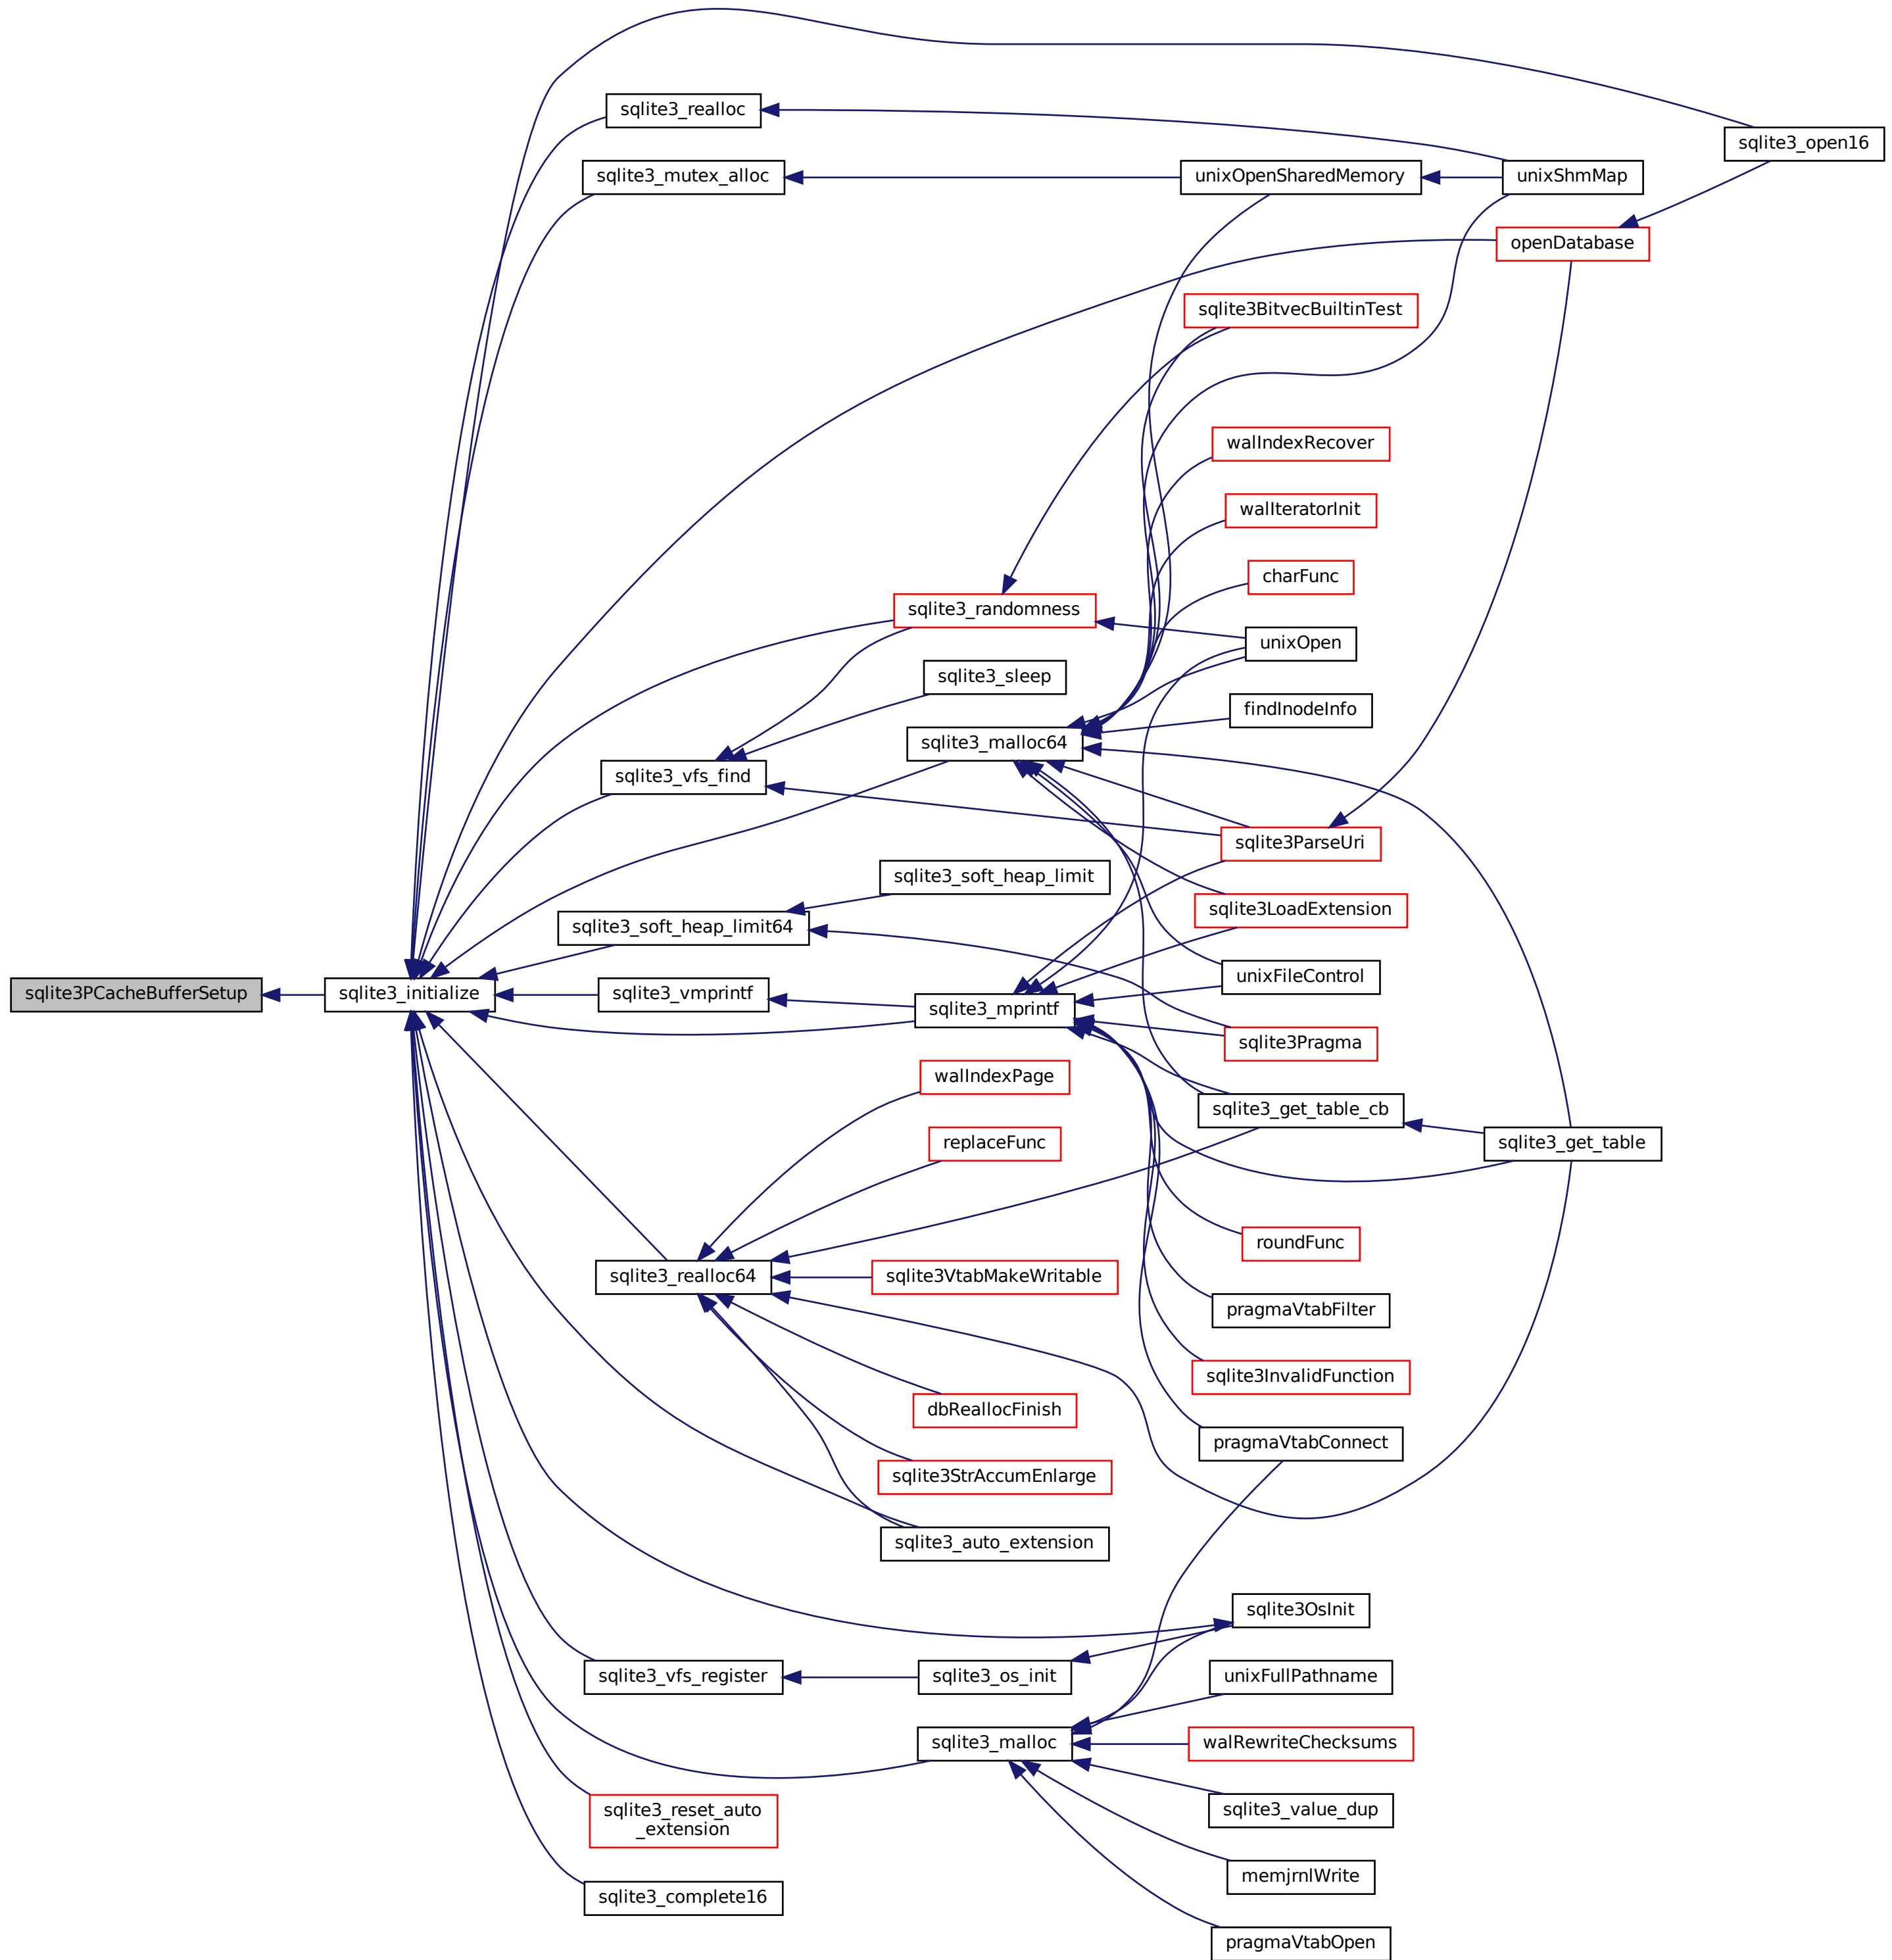 sqlite3_realloc
sqlite3_open16
sqlite3_mutex_alloc
unixOpenSharedMemory
unixShmMap
openDatabase
sqlite3BitvecBuiltinTest
walIndexRecover
walIteratorInit
charFunc
sqlite3_randomness
unixOpen
sqlite3_sleep
findInodeInfo
sqlite3_malloc64
sqlite3_vfs_find
sqlite3ParseUri
sqlite3_soft_heap_limit
sqlite3LoadExtension
sqlite3_soft_heap_limit64
unixFileControl
sqlite3PCacheBufferSetup
sqlite3_initialize
sqlite3_vmprintf
sqlite3_mprintf
sqlite3Pragma
walIndexPage
sqlite3_get_table_cb
replaceFunc
sqlite3_get_table
roundFunc
sqlite3_realloc64
sqlite3VtabMakeWritable
pragmaVtabFilter
sqlite3InvalidFunction
dbReallocFinish
pragmaVtabConnect
sqlite3StrAccumEnlarge
sqlite3_auto_extension
sqlite3OsInit
sqlite3_vfs_register
sqlite3_os_init
unixFullPathname
sqlite3_malloc
walRewriteChecksums
sqlite3_reset_auto
_extension
sqlite3_value_dup
memjrnlWrite
sqlite3_complete16
pragmaVtabOpen